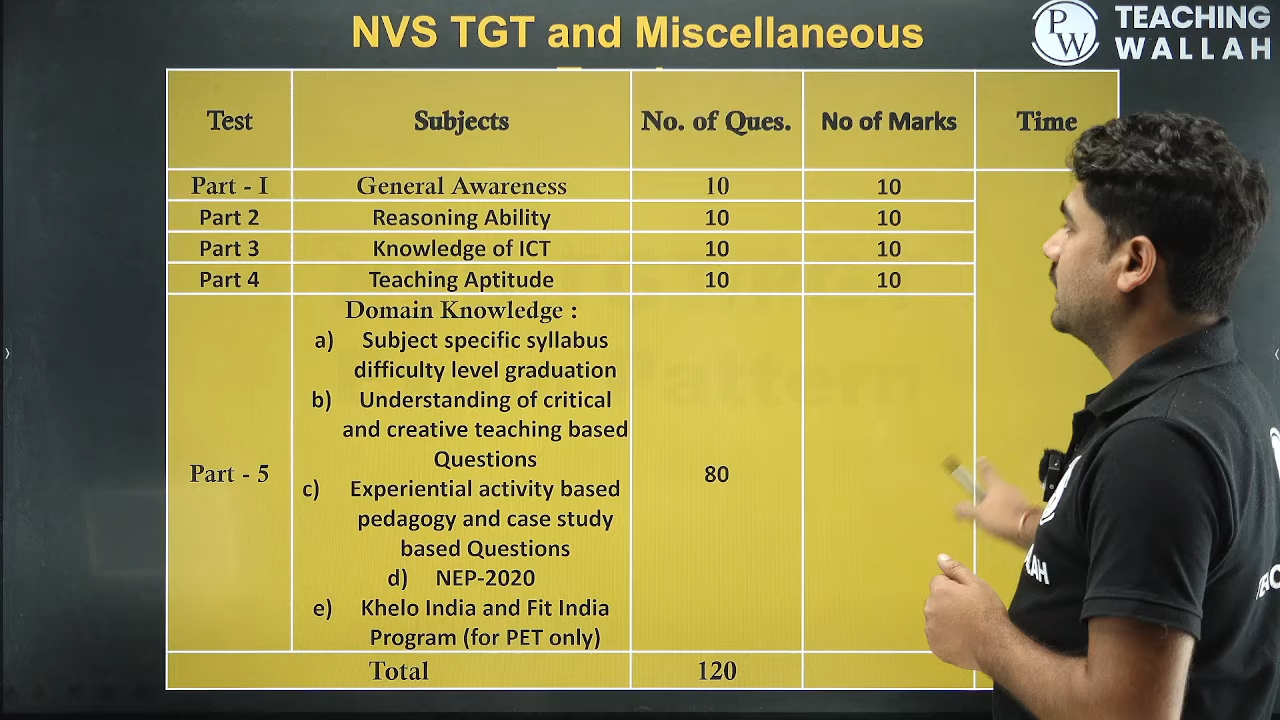 NVS TGT and Miscellaneous
PW
TEACHING
WALLAH
Test Subjects No. of Ques. No of Marks Time
Part - I General Awareness 10 10
Part 2 Reasoning Ability 10 10
Part 3 Knowledge of ICT 10 10
Part 4 Teaching Aptitude 10 10
Domain Knowledge :
a) Subject specific syllabus
difficulty level graduation
b) Understanding of critical
and creative teaching based
Questions
Part - 5 80
c) Experiential activity based
pedagogy and case study
based Questions
d) NEP-2020
e) Khelo India and Fit India
Program (for PET only)
Total 120
Pattern